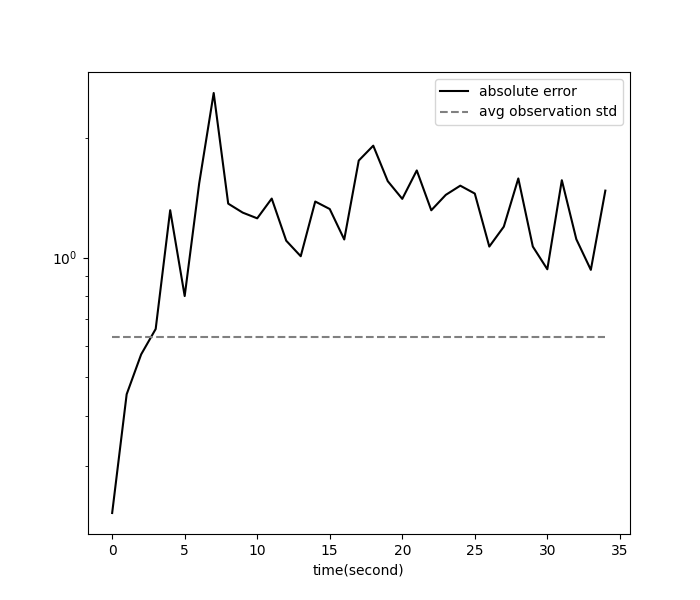 absolute error
avg observation std
10⁰
0 5 10 15 20 25 30 35
time(second)